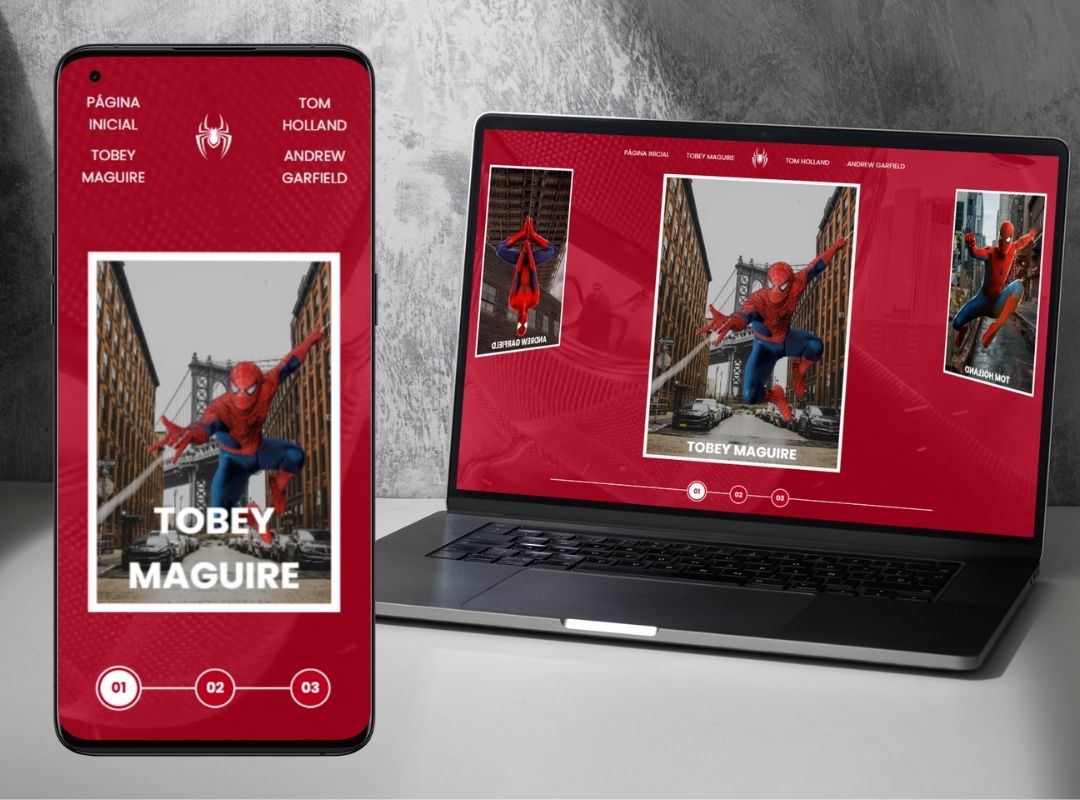 PÁGINA
INICIAL
TOM
HOLLAND
TOBEY
MAGUIRE
ANDREW
GARFIELD
TOBEY
MAGUIRE
01
02
03
PÁGINA INICIAL
TOBEY MAGUIRE
TOM HOLLAND
ANDREW GARFIELD
ANDREW GARFIELD
TOBEY MAGUIRE
TOM HOLLAND
01
02
03